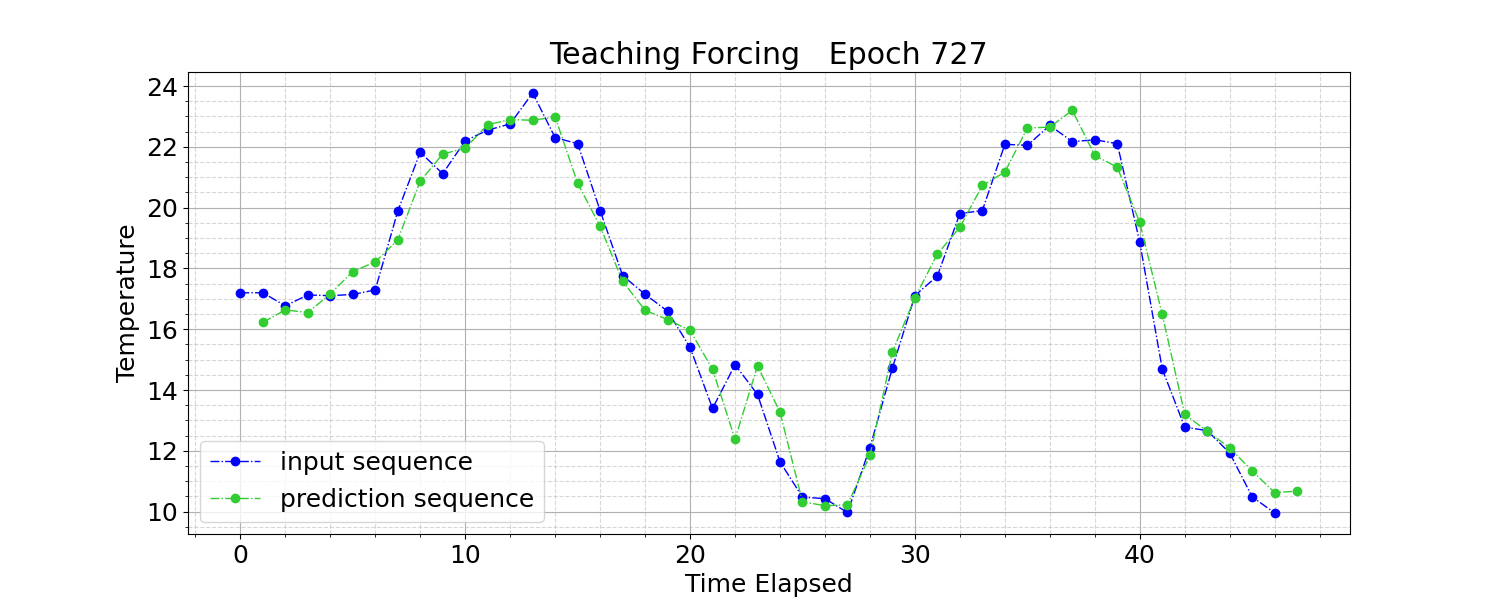 Teaching Forcing   Epoch 727
24
22
20
18
16
14
12
10
Temperature
input sequence
prediction sequence
0 10 20 30 40
Time Elapsed